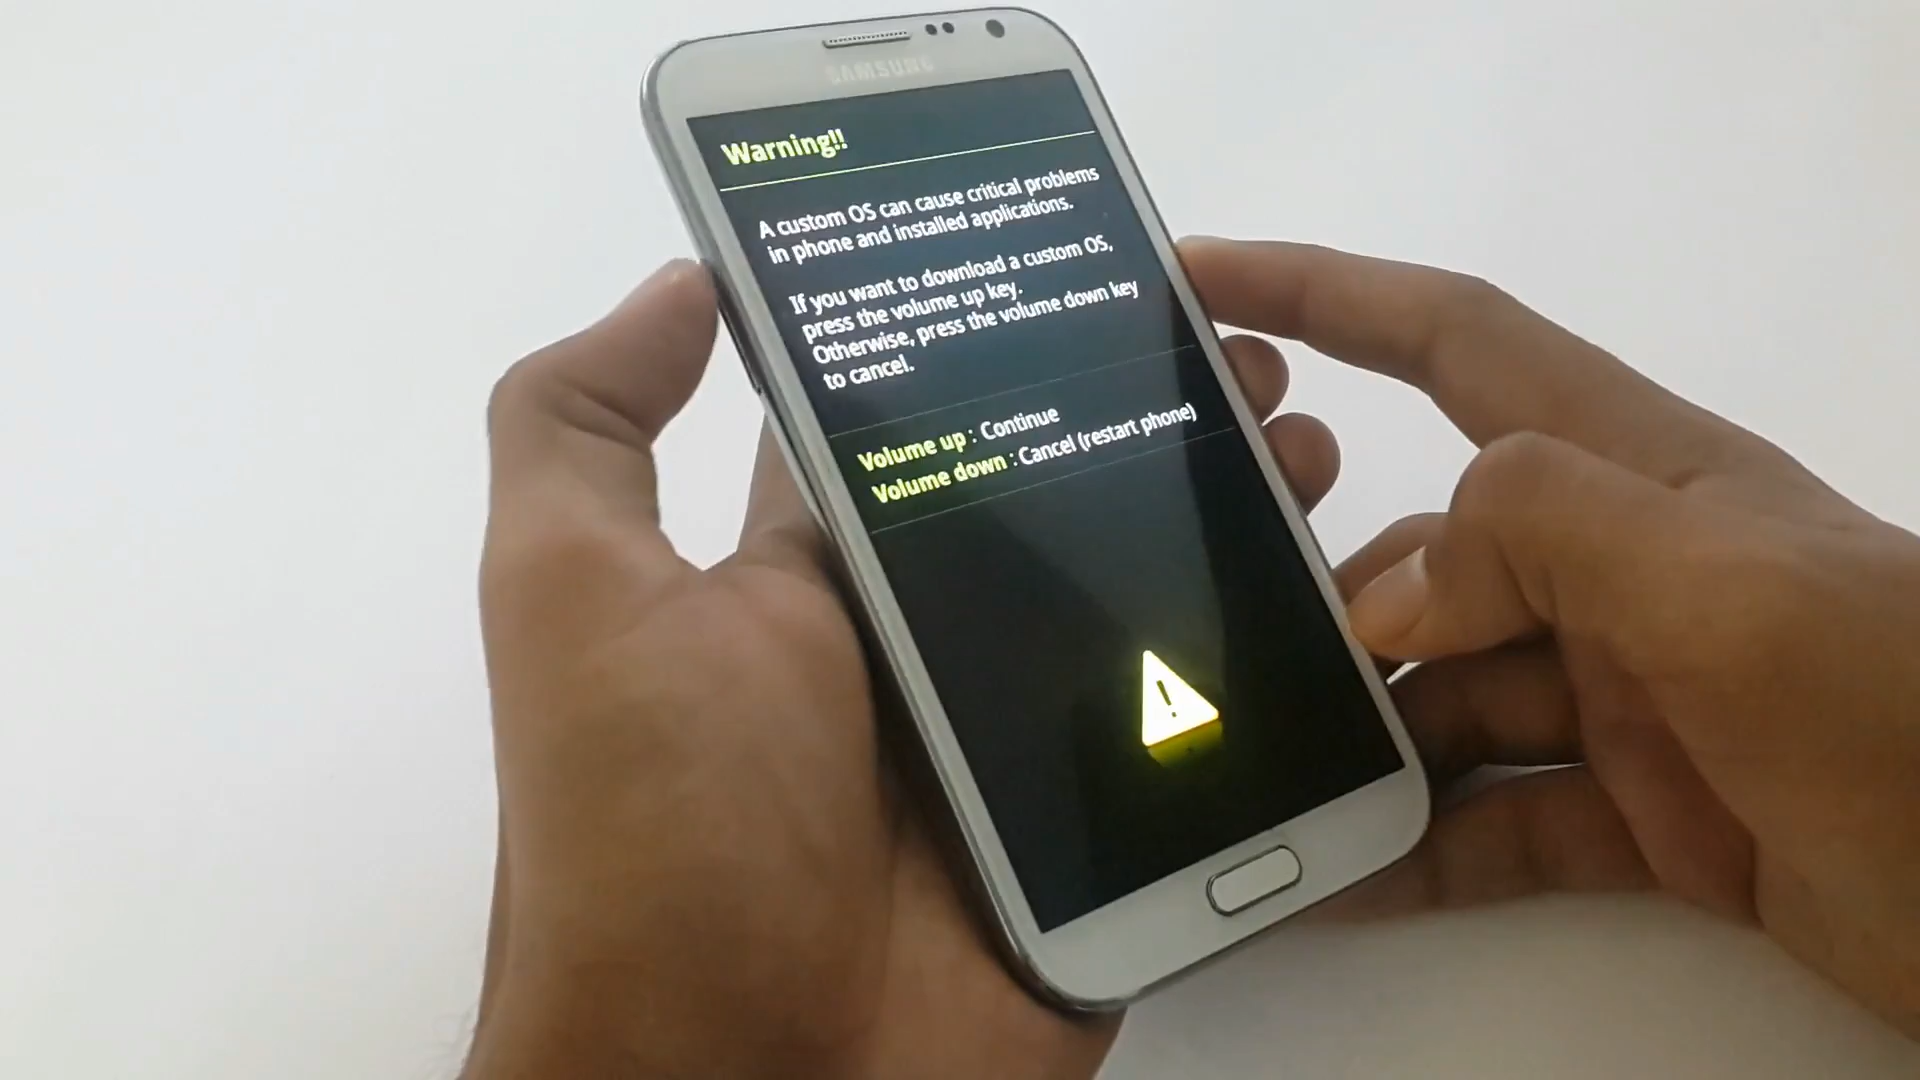 SAMSUNG
Warning!!
A custom OS can cause critical problems
in phone and installed applications.
If you want to download a custom OS,
press the volume up key.
Otherwise, press the volume down key
to cancel.
Volume up : Continue
Volume down : Cancel (restart phone)